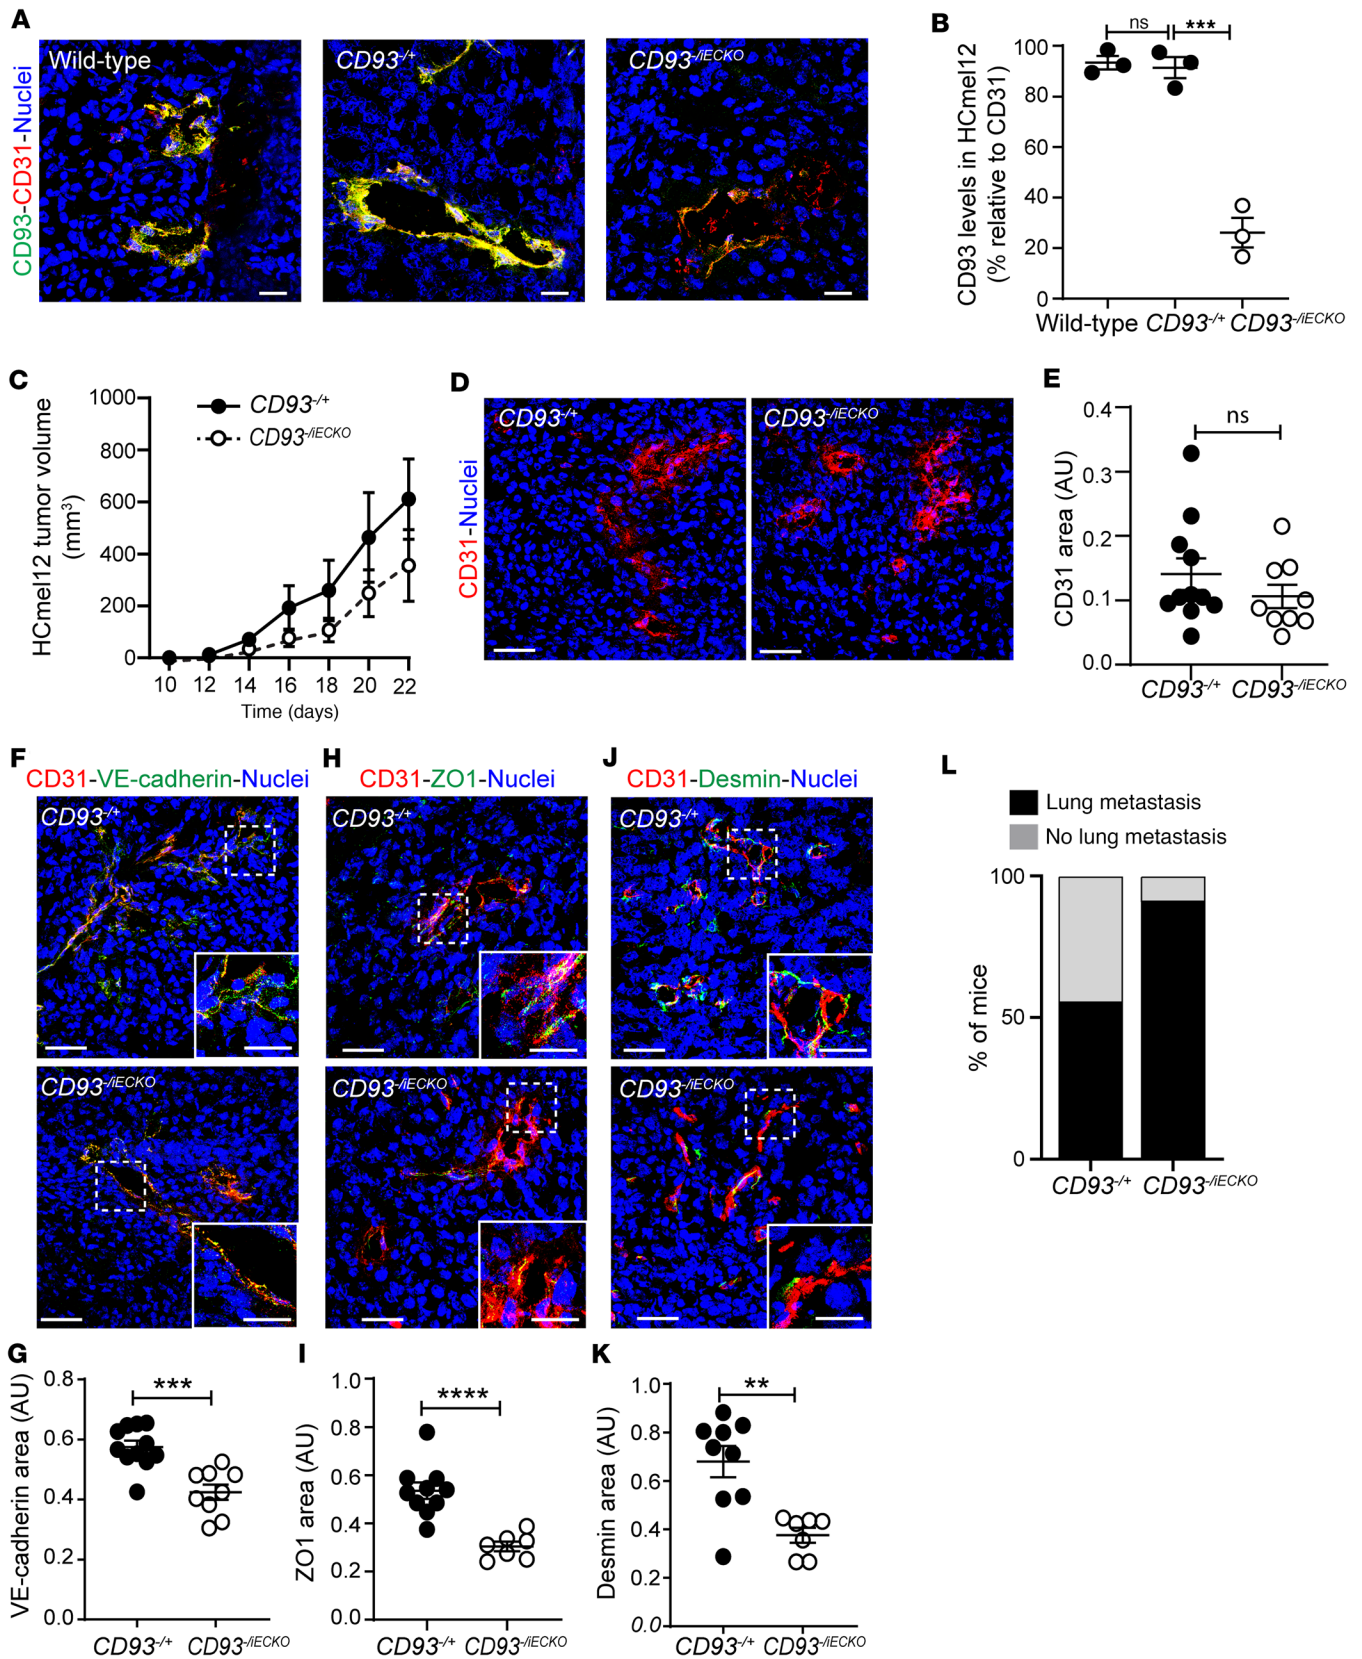 A
Wild-type
CD93-/+
CD93-/iECKO
CD93-CD31-Nuclei
B
ns
***
CD93 levels in HCmel12
(% relative to CD31)
100
80
60
40
20
0
Wild-type CD93-/+ CD93-/iECKO
C
HCmel12 tumor volume
(mm3)
1000
800
600
400
200
0
CD93-/+
CD93-/iECKO
10 12 14 16 18 20 22
Time (days)
D
CD31-Nuclei
CD93-/+
CD93-/iECKO
E
CD31 area (AU)
0.4
0.3
0.2
0.1
0.0
ns
CD93-/+ CD93-/iECKO
F
CD31-VE-cadherin-Nuclei
CD93-/+
CD93-/iECKO
H
CD31-ZO1-Nuclei
CD93-/+
CD93-/iECKO
J
CD31-Desmin-Nuclei
CD93-/+
CD93-/iECKO
L
Lung metastasis
No lung metastasis
% of mice
100
50
0
CD93-/+ CD93-/iECKO
G
VE-cadherin area (AU)
0.8
0.6
0.4
0.2
0.0
***
CD93-/+ CD93-/iECKO
I
ZO1 area (AU)
1.0
0.8
0.6
0.4
0.2
0.0
****
CD93-/+ CD93-/iECKO
K
Desmin area (AU)
1.0
0.8
0.6
0.4
0.2
0.0
**
CD93-/+ CD93-/iECKO